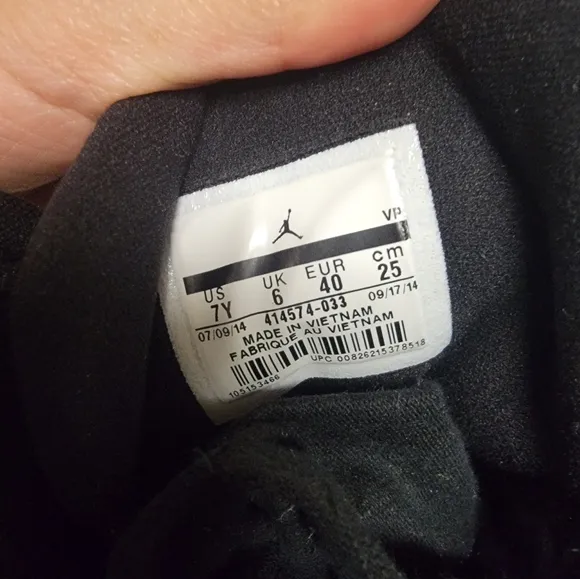 VP
US UK EUR cm
7Y 6 40 25
07/09/14 414574-033 09/17/14
MADE IN VIETNAM
FABRIQUE AU VIETNAM
UPC 00826215378518
105153466